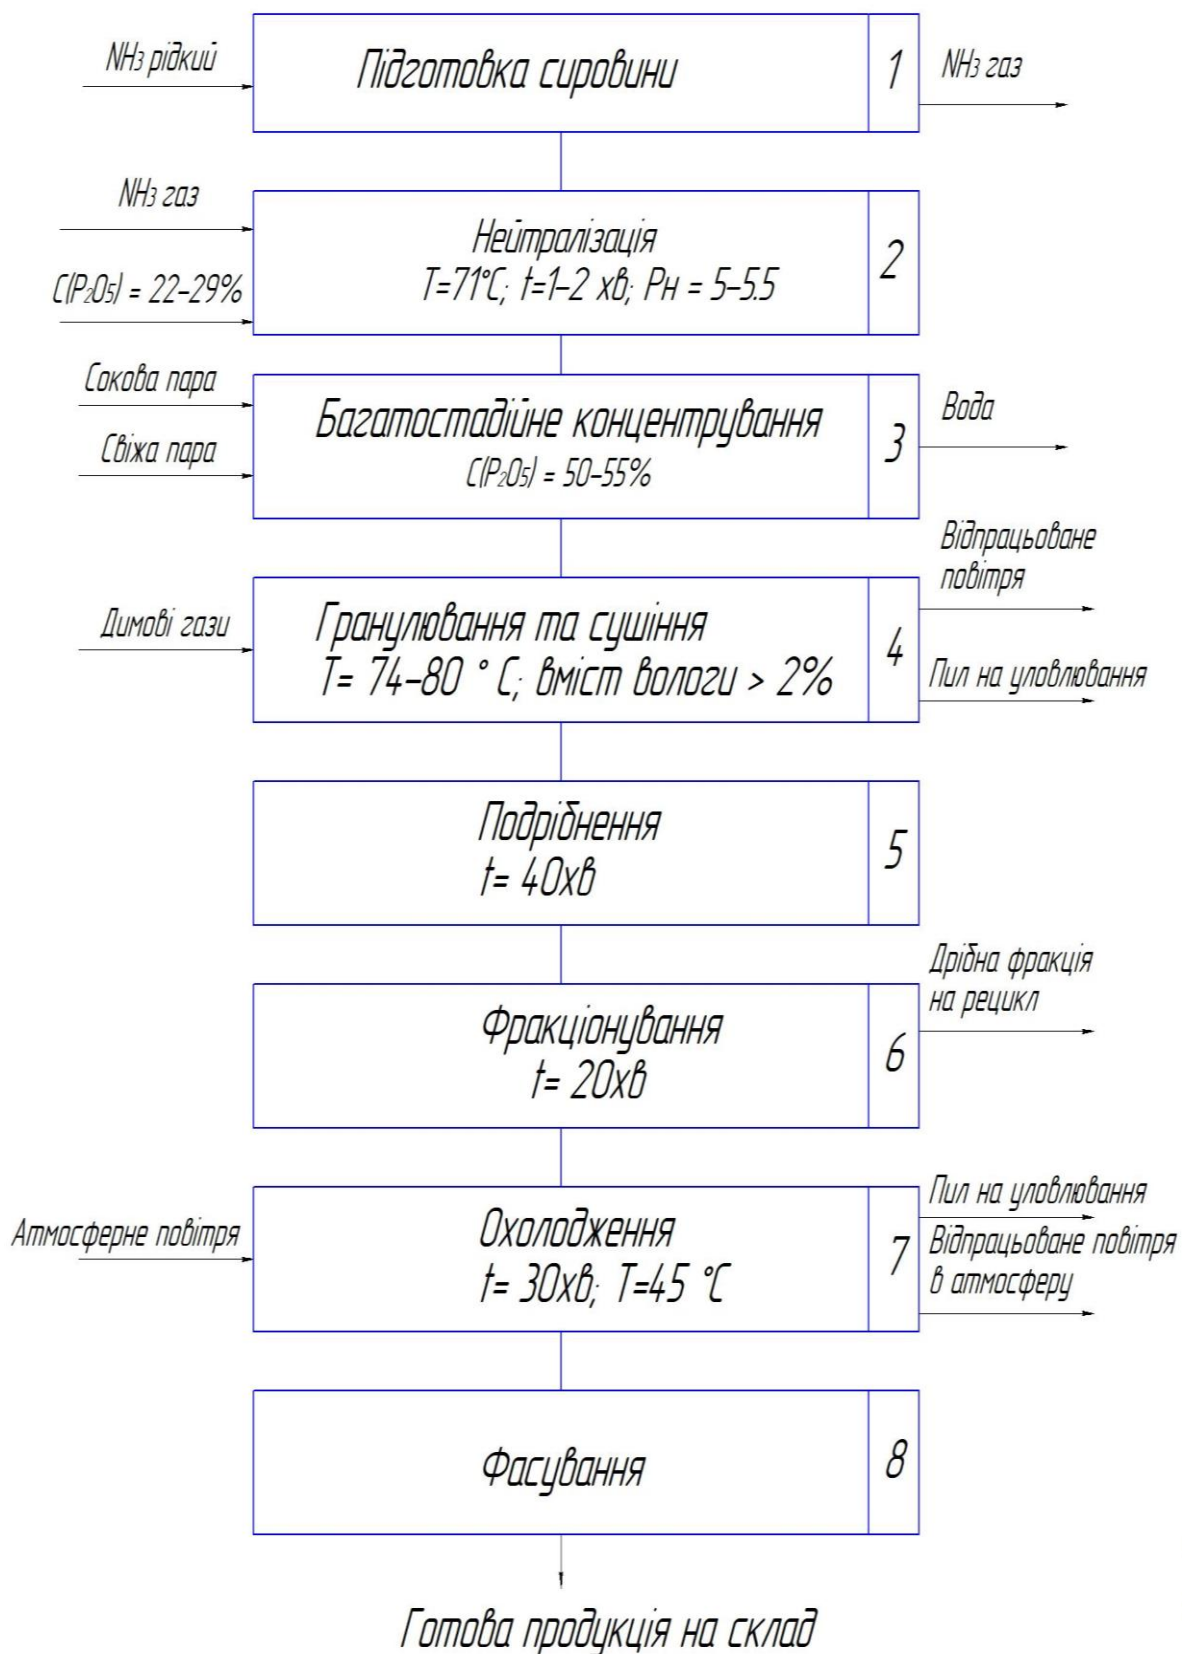 NH₃ рідкий
Підготовка сировини
1
NH₃ газ
NH₃ газ
C(P₂O₅) = 22-29%
Нейтралізація
T=71°C; t=1-2 хв; Pн = 5-5.5
2
Сокова пара
Свіжа пара
Багатостадійне концентрування
C(P₂O₅) = 50-55%
3
Вода
Димові гази
Гранулювання та сушіння
T= 74-80 ° C; вміст вологи > 2%
4
Відпрацьоване
повітря
Пил на уловлювання
Подрібнення
t= 40хв
5
Фракціонування
t= 20хв
6
Дрібна фракція
на рецикл
Атмосферне повітря
Охолодження
t= 30хв; T=45 °C
7
Пил на уловлювання
Відпрацьоване повітря
в атмосферу
Фасування
8
Готова продукція на склад